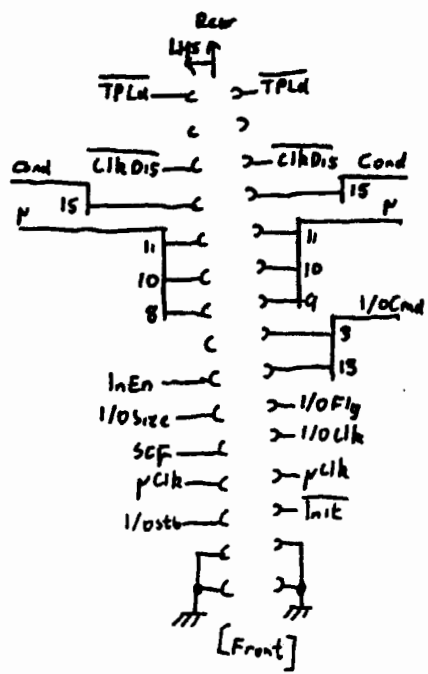 Rear
LHS
TPLd TPLd
ClkDis ClkDis
Cond Cond
15 15
μ μ
11 11
10 10
8 9
I/OCmd
3
13
InEn
I/OSize I/OFlg
I/OClk
SCF
μClk μClk
I/Ostb Init
[Front]